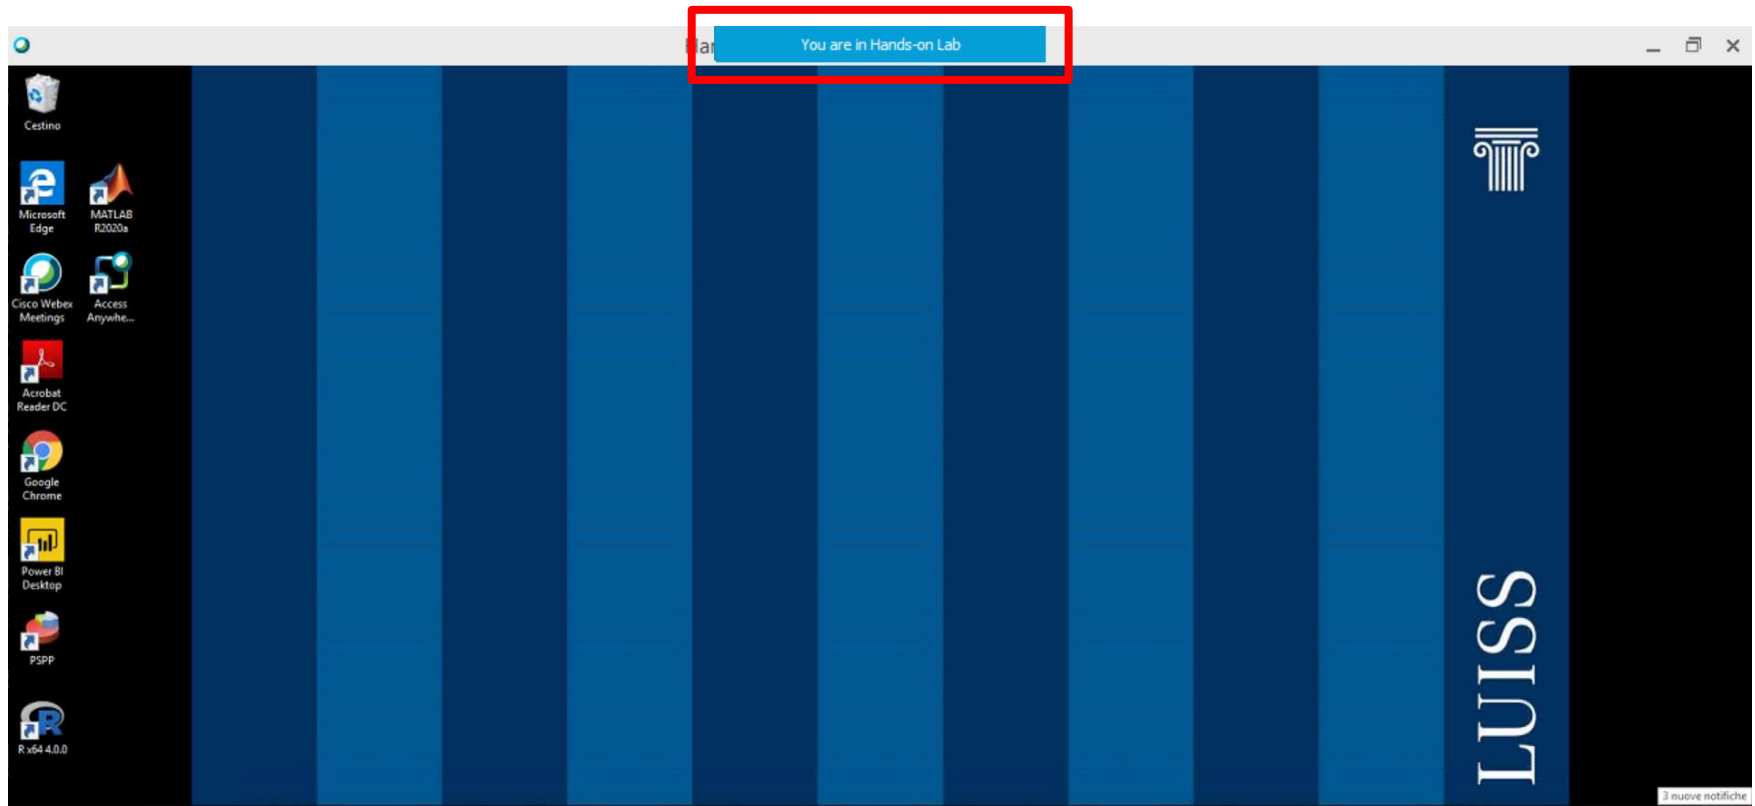 You are in Hands-on Lab
Cestino
Microsoft
Edge
MATLAB
R2020a
Cisco Webex
Meetings
Access
Anywhe...
Acrobat
Reader DC
Google
Chrome
Power BI
Desktop
PSPP
R x64 4.0.0
LUISS
3 nuove notifiche